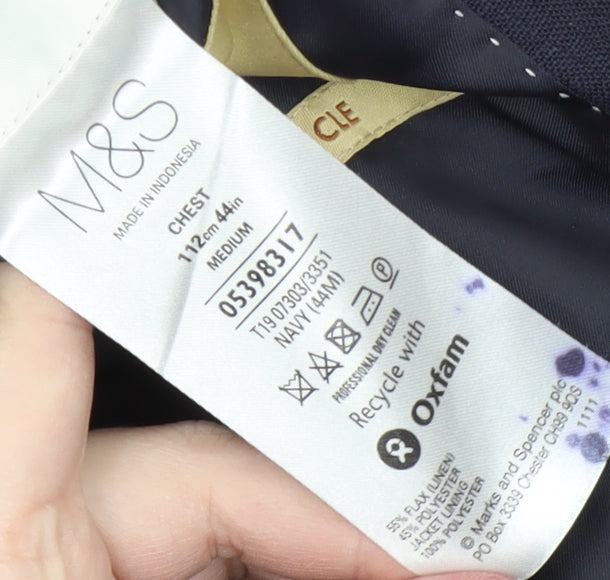 M&S
MADE IN INDONESIA
CHEST
112cm 44in
MEDIUM
05398317
T19 07303/3351
NAVY (44M)
P
PROFESSIONAL DRY CLEAN
Recycle with
Oxfam
55% FLAX (LINEN)
45% POLYESTER
JACKET LINING
100% POLYESTER
© Marks and Spencer plc
PO Box 3339 Chester CH99 9QS
1111
CLE